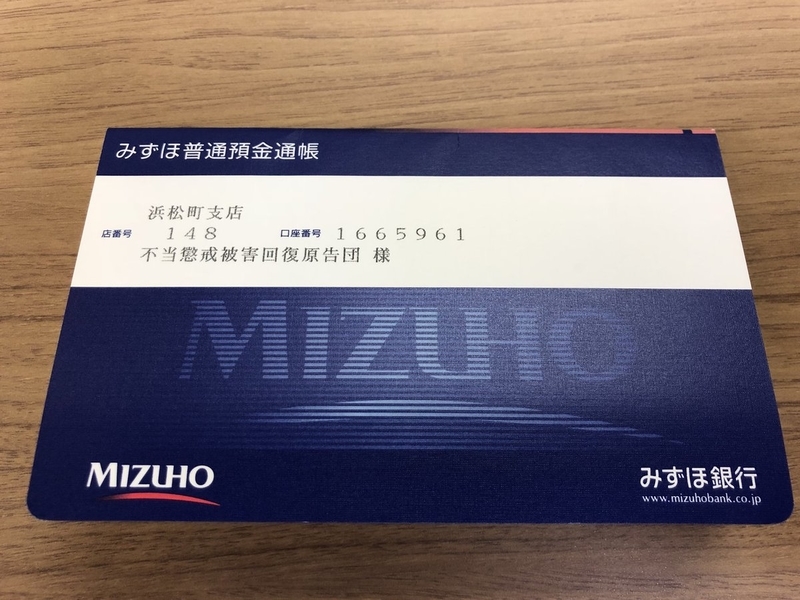 みずほ普通預金通帳
浜松町支店
店番号 148 口座番号 1665961
不当懲戒被害回復原告団 様
MIZUHO
MIZUHO
みずほ銀行
www.mizuhobank.co.jp